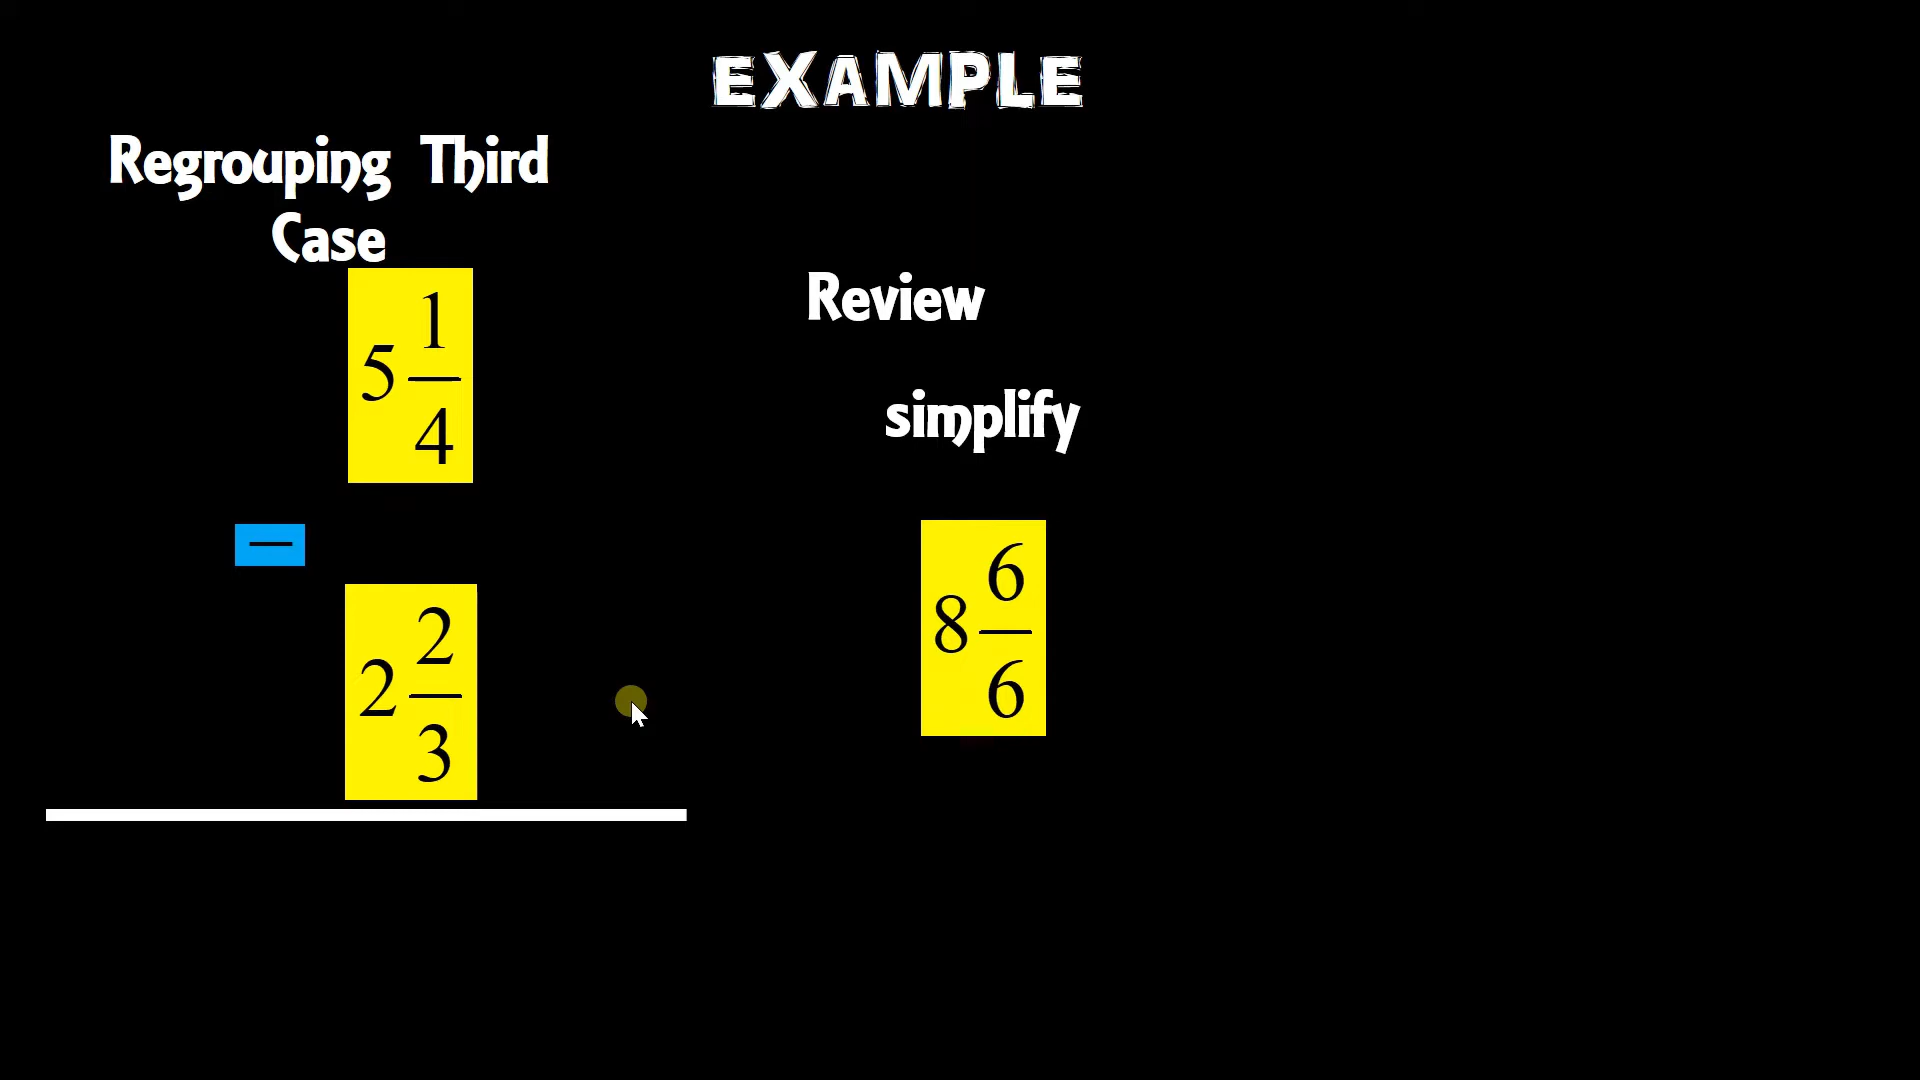 EXAMPLE
Regrouping Third
Case
5 1/4
−
2 2/3
Review
simplify
8 6/6